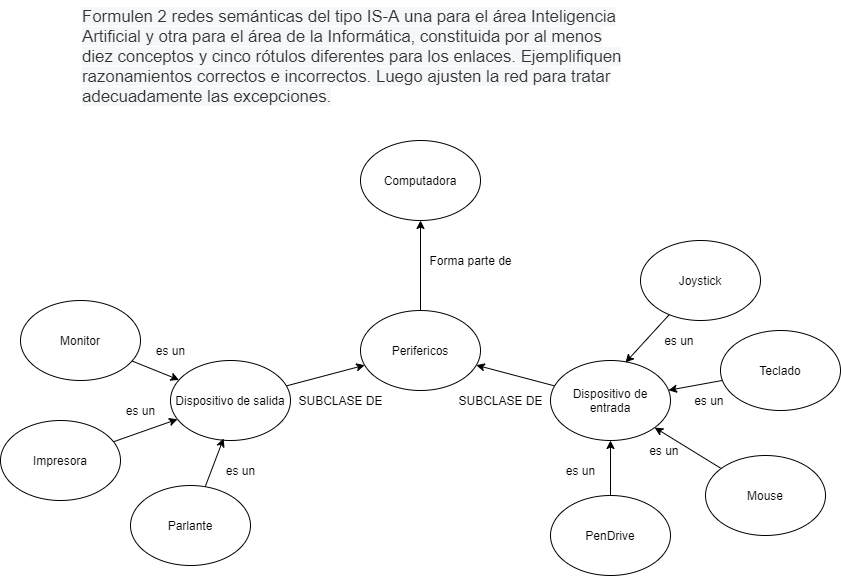 Formulen 2 redes semánticas del tipo IS-A una para el área Inteligencia
Artificial y otra para el área de la Informática, constituida por al menos
diez conceptos y cinco rótulos diferentes para los enlaces. Ejemplifiquen
razonamientos correctos e incorrectos. Luego ajusten la red para tratar
adecuadamente las excepciones.
Computadora
Forma parte de
Joystick
Monitor
es un
Perifericos
es un
Teclado
Dispositivo de salida
SUBCLASE DE
SUBCLASE DE
Dispositivo de
entrada
es un
es un
Impresora
es un
es un
es un
Mouse
Parlante
PenDrive